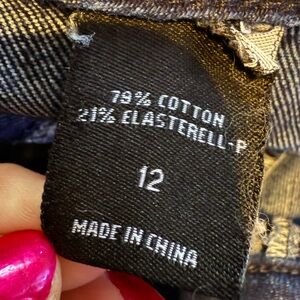 79% COTTON
21% ELASTERELL-P
12
MADE IN CHINA